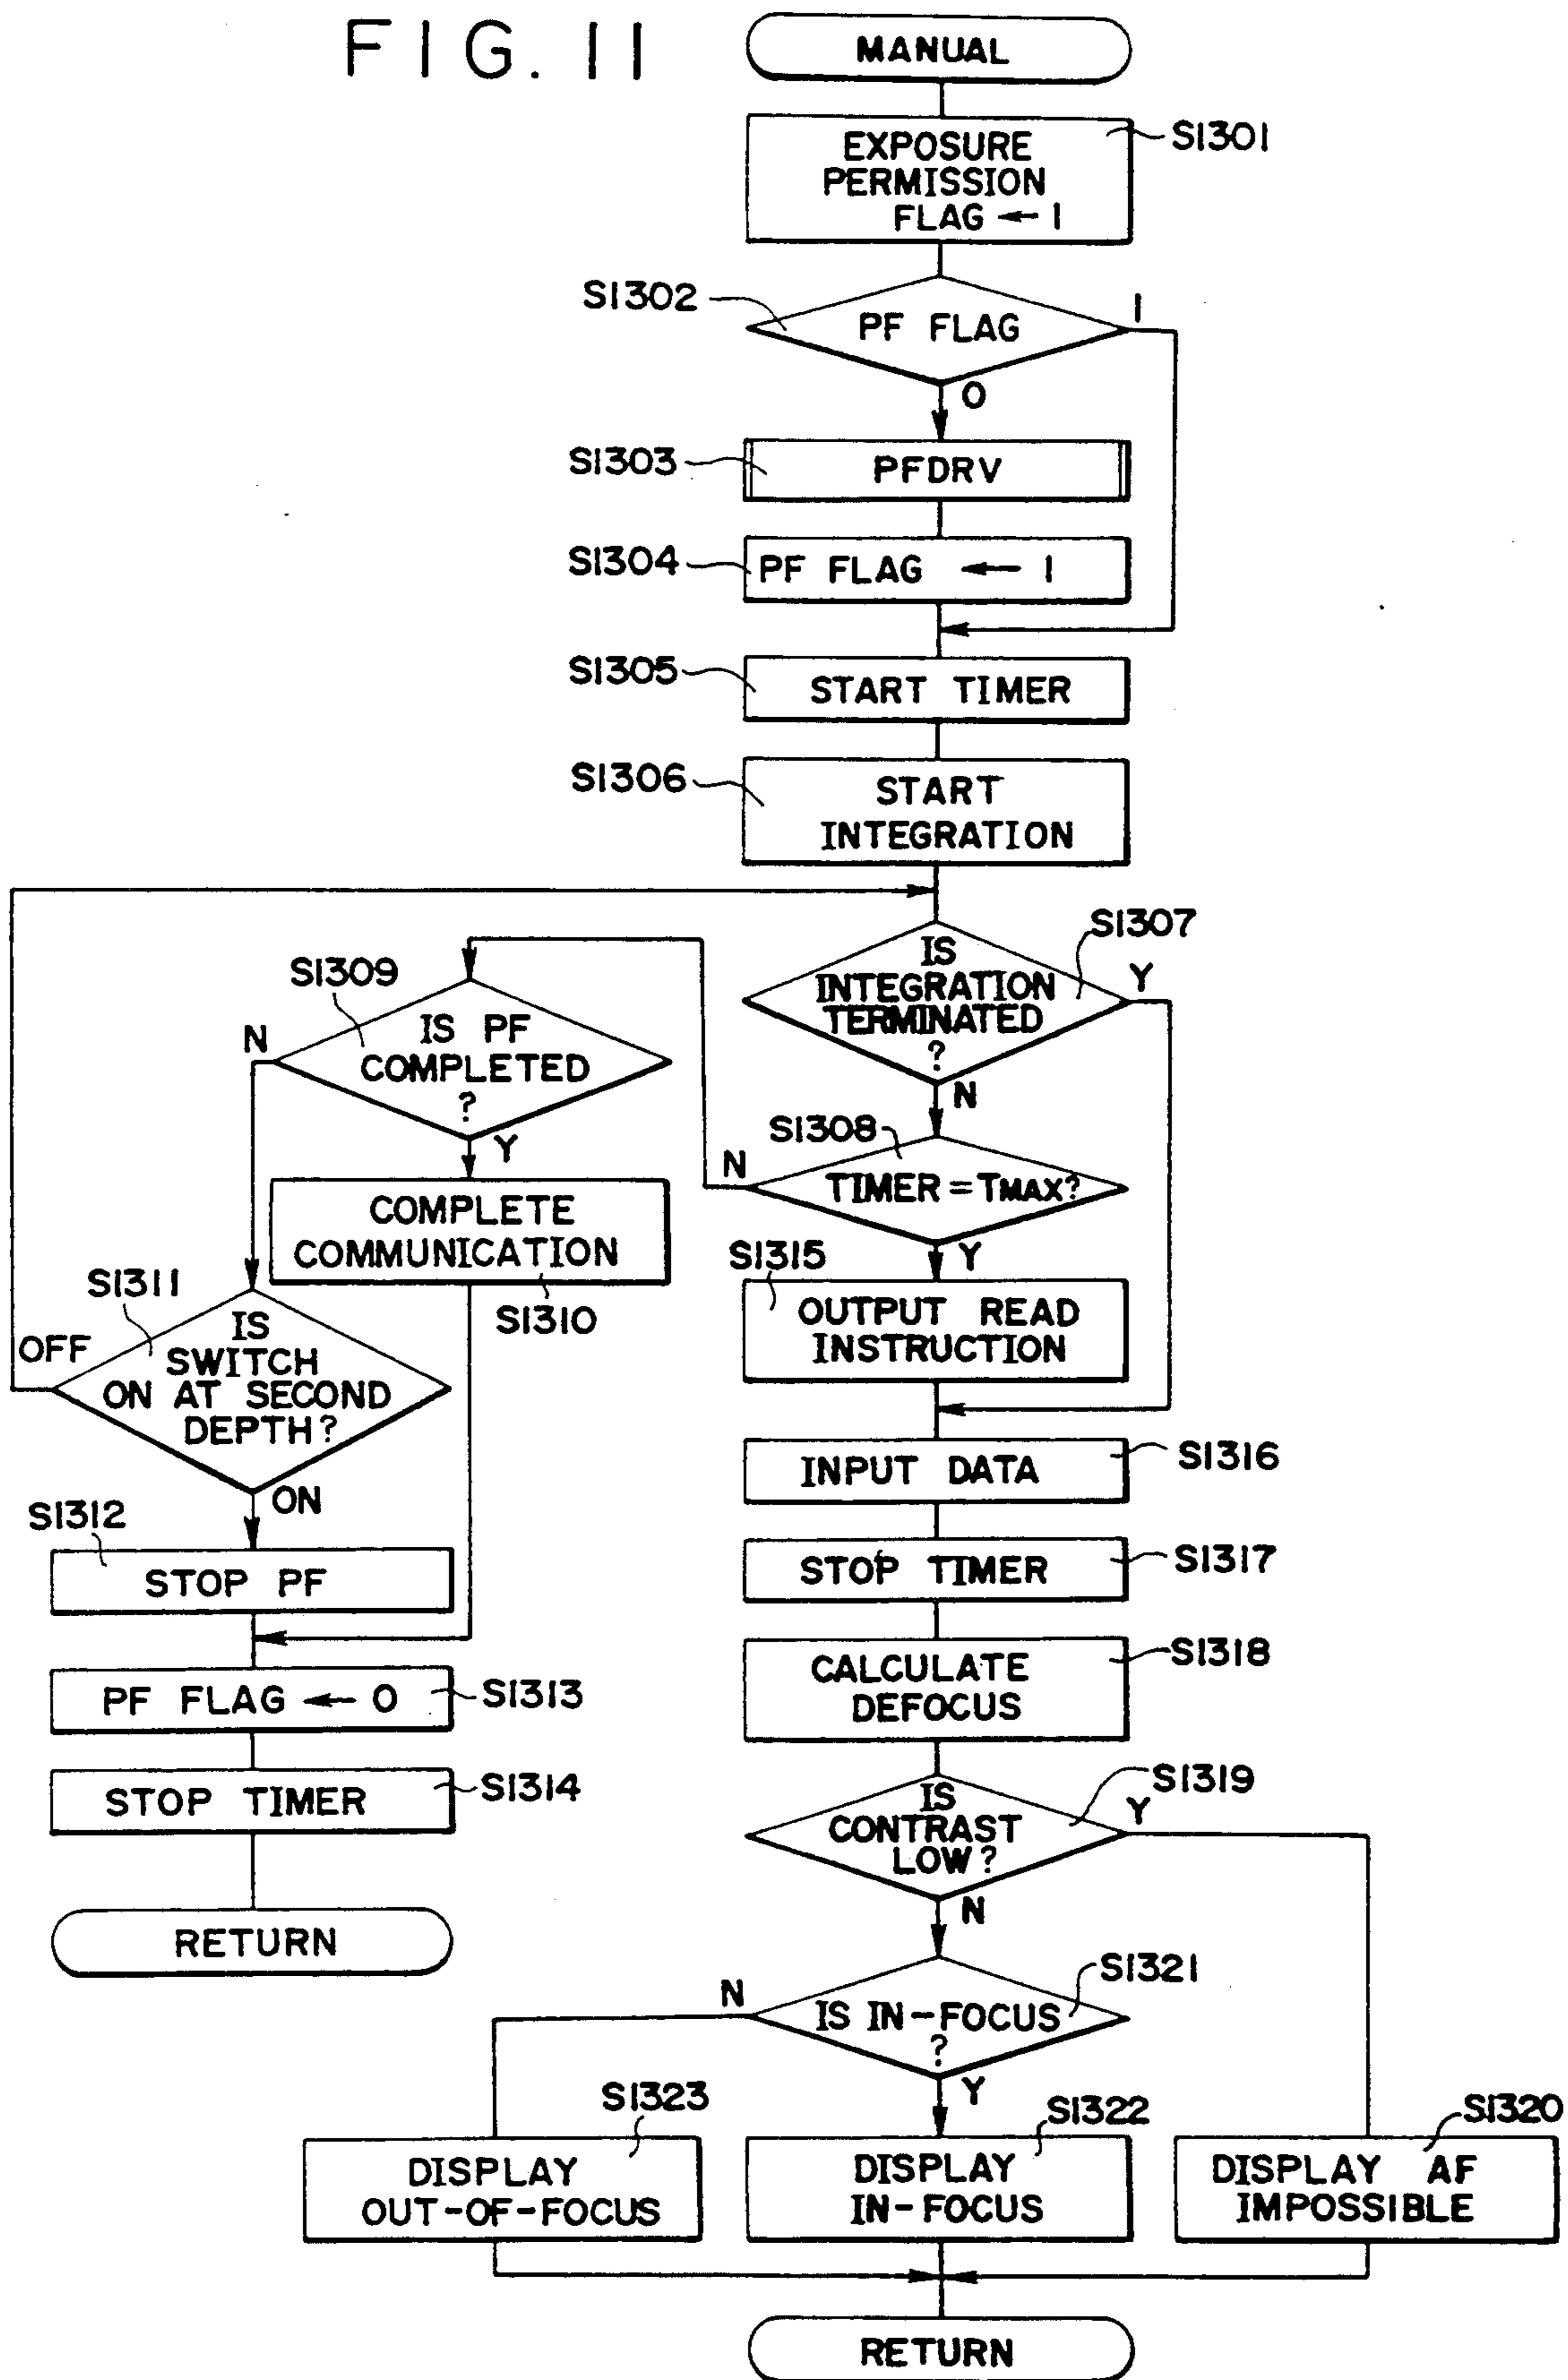 FIG. 11
MANUAL
S1301
EXPOSURE
PERMISSION
FLAG ← 1
S1302
PF FLAG
1
0
S1303
PFDRV
S1304
PF FLAG ← 1
S1305
START TIMER
S1306
START
INTEGRATION
S1307
IS
INTEGRATION
TERMINATED
?
Y
N
S1308
TIMER = TMAX?
N
Y
S1309
IS PF
COMPLETED
?
N
Y
COMPLETE
COMMUNICATION
S1310
S1311
IS
SWITCH
ON AT SECOND
DEPTH?
OFF
ON
S1312
STOP PF
PF FLAG ← 0
S1313
STOP TIMER
S1314
RETURN
S1315
OUTPUT READ
INSTRUCTION
INPUT DATA
S1316
STOP TIMER
S1317
CALCULATE
DEFOCUS
S1318
S1319
IS
CONTRAST
LOW?
Y
N
S1321
IS IN-FOCUS
?
N
Y
S1323
DISPLAY
OUT-OF-FOCUS
S1322
DISPLAY
IN-FOCUS
S1320
DISPLAY AF
IMPOSSIBLE
RETURN